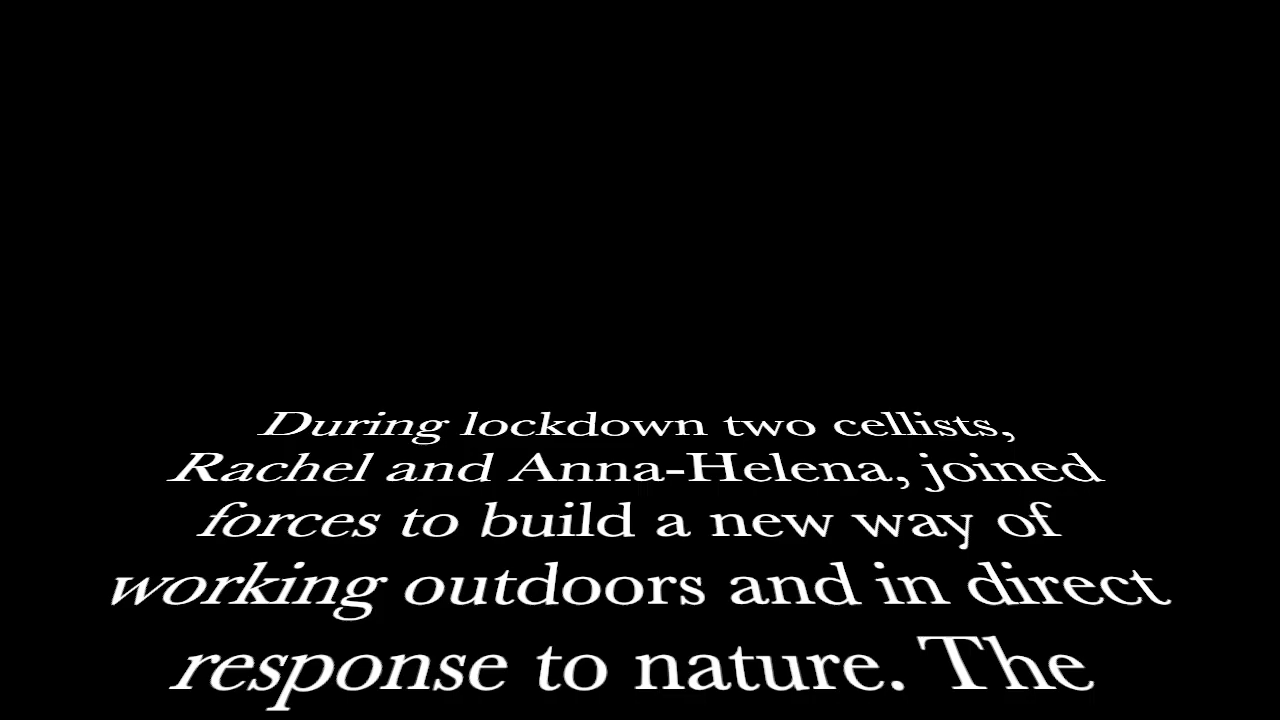 During lockdown two cellists,
Rachel and Anna-Helena, joined
forces to build a new way of
working outdoors and in direct
response to nature. The